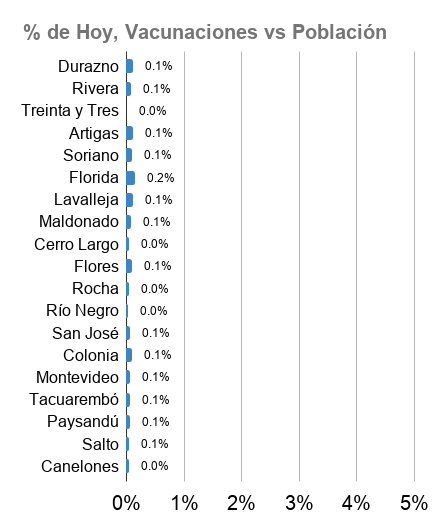 % de Hoy, Vacunaciones vs Población
Durazno 0.1%
Rivera 0.1%
Treinta y Tres 0.0%
Artigas 0.1%
Soriano 0.1%
Florida 0.2%
Lavalleja 0.1%
Maldonado 0.1%
Cerro Largo 0.0%
Flores 0.1%
Rocha 0.0%
Río Negro 0.0%
San José 0.1%
Colonia 0.1%
Montevideo 0.1%
Tacuarembó 0.1%
Paysandú 0.1%
Salto 0.1%
Canelones 0.0%
0% 1% 2% 3% 4% 5%